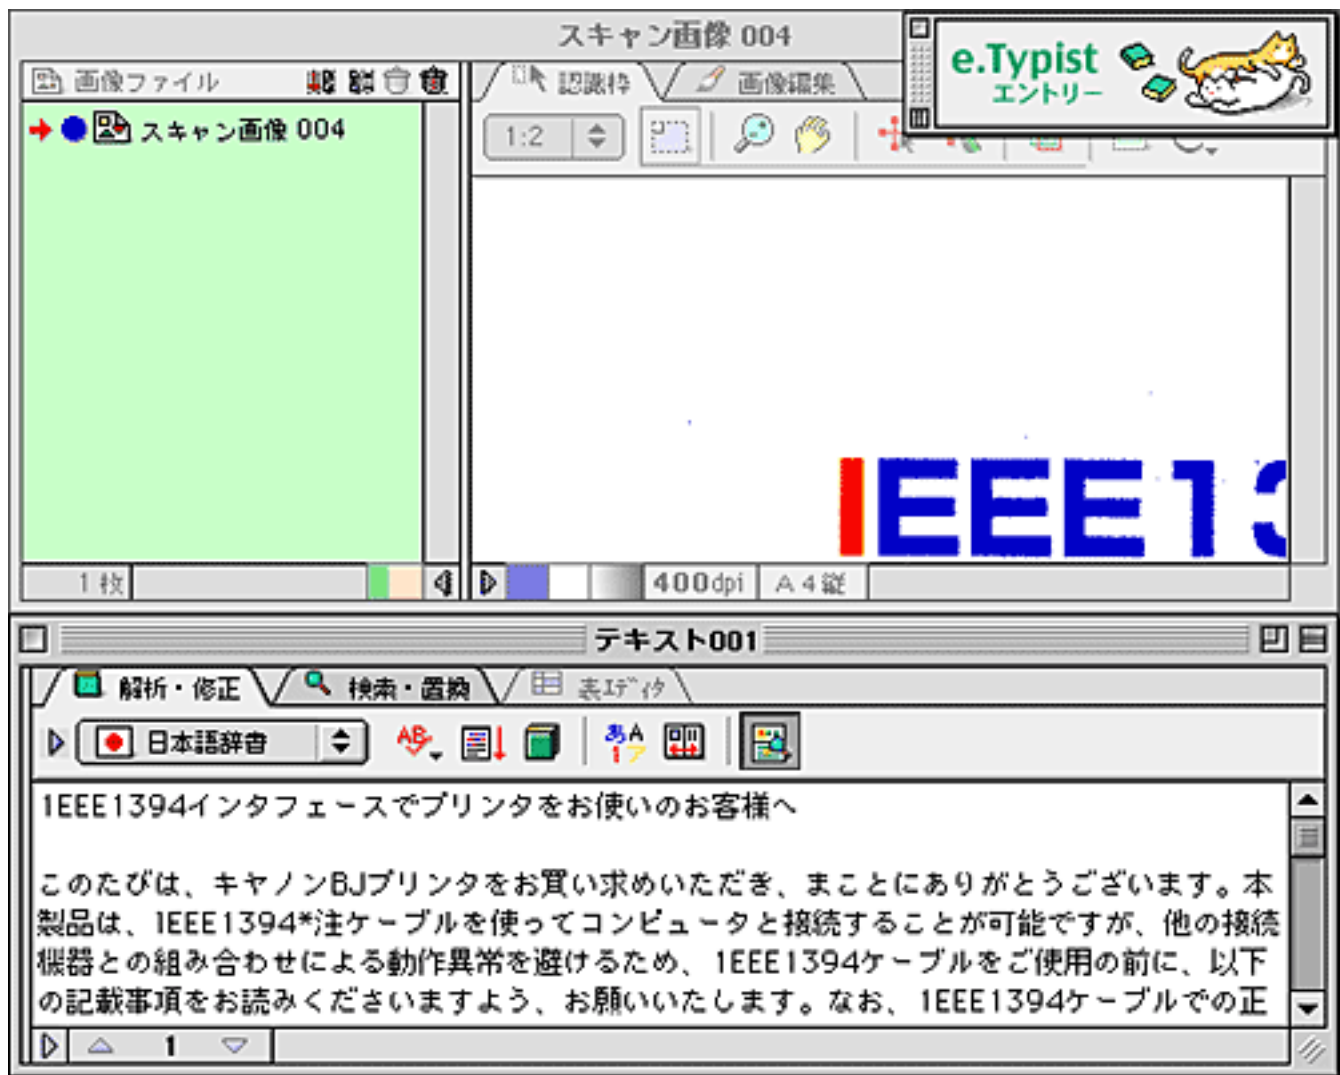 スキャン画像 004
e.Typist
エントリー
画像ファイル
認識枠
画像編集
スキャン画像 004
1:2
IEEE13
1枚
400dpi
A4縦
テキスト001
解析・修正
検索・置換
表エディタ
日本語辞書
1EEE1394インタフェースでプリンタをお使いのお客様へ
このたびは、キヤノンBJプリンタをお買い求めいただき、まことにありがとうございます。本
製品は、1EEE1394*注ケーブルを使ってコンピュータと接続することが可能ですが、他の接続
機器との組み合わせによる動作異常を避けるため、1EEE1394ケーブルをご使用の前に、以下
の記載事項をお読みくださいますよう、お願いいたします。なお、1EEE1394ケーブルでの正
1